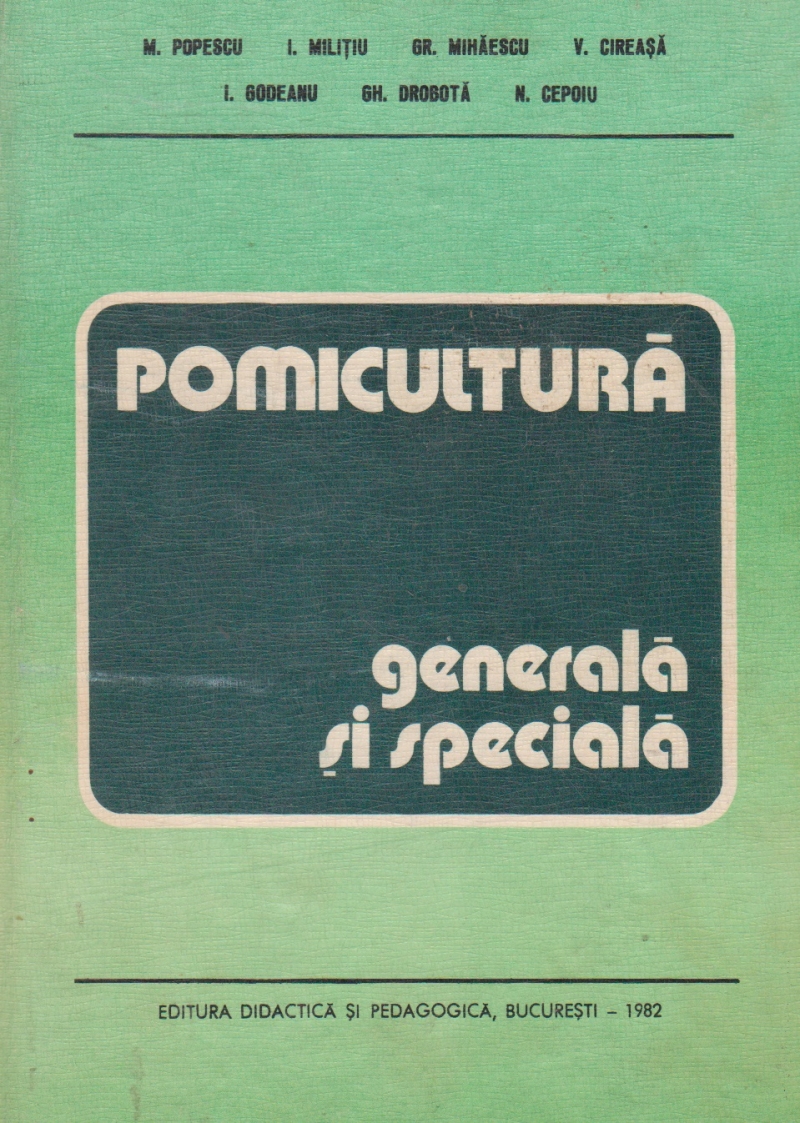 M. POPESCU I. MILIȚIU GR. MIHĂESCU V. CIREAȘĂ
I. GODEANU GH. DROBOTĂ N. CEPOIU
POMICULTURĂ
generală
și specială
EDITURA DIDACTICĂ ȘI PEDAGOGICĂ, BUCUREȘTI – 1982